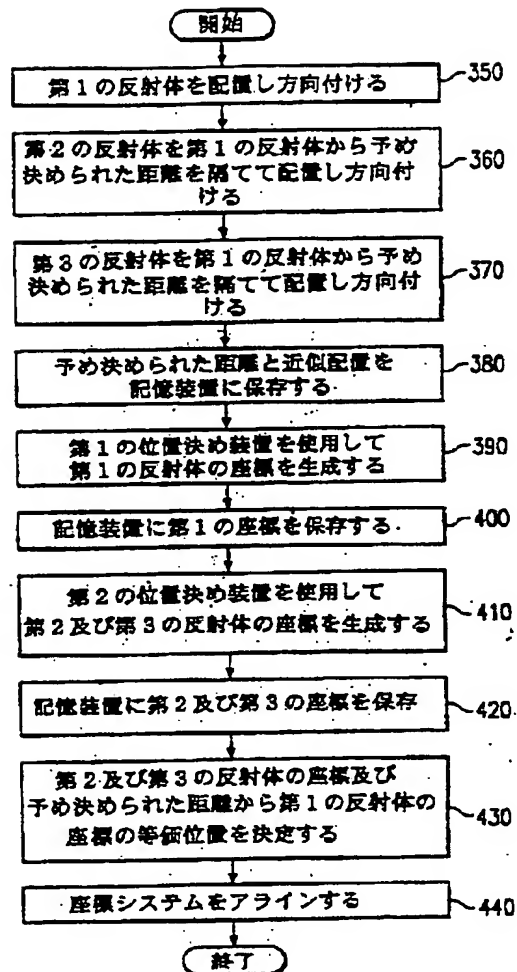 開始
第1の反射体を配置し方向付ける
350
第2の反射体を第1の反射体から予め
決められた距離を隔てて配置し方向付
ける
360
第3の反射体を第1の反射体から予め
決められた距離を隔てて配置し方向付
ける
370
予め決められた距離と近似配置を
記憶装置に保存する
380
第1の位置決め装置を使用して
第1の反射体の座標を生成する
390
記憶装置に第1の座標を保存する
400
第2の位置決め装置を使用して
第2及び第3の反射体の座標を生成する
410
記憶装置に第2及び第3の座標を保存
420
第2及び第3の反射体の座標及び
予め決められた距離から第1の反射体の
座標の等価位置を決定する
430
座標システムをアラインする
440
終了